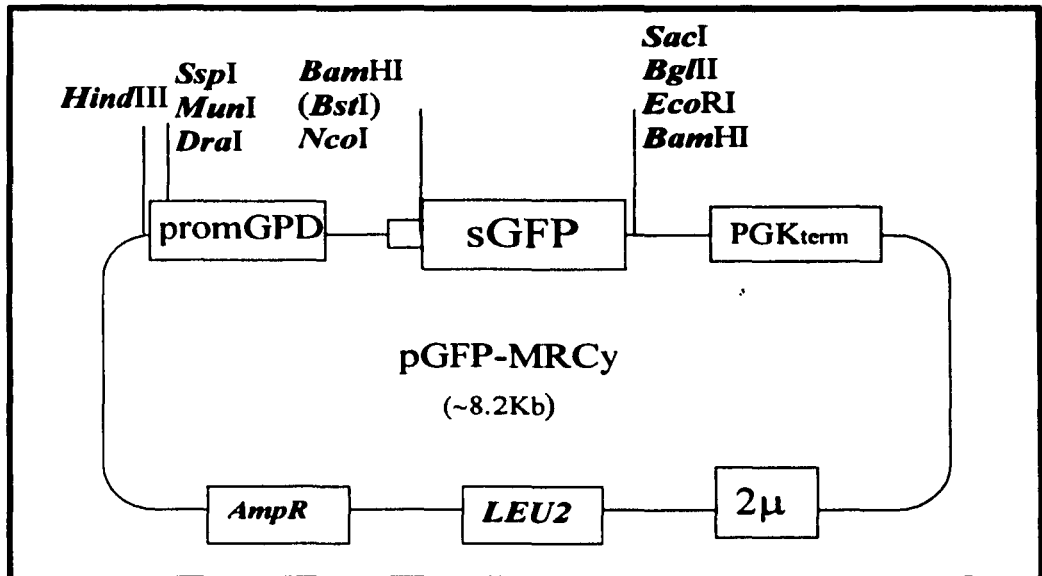 HindIII
SspI
MunI
DraI
BamHI
(BstI)
NcoI
SacI
BglII
EcoRI
BamHI
promGPD
sGFP
PGKterm
pGFP-MRCy
(~8.2Kb)
AmpR
LEU2
2μ